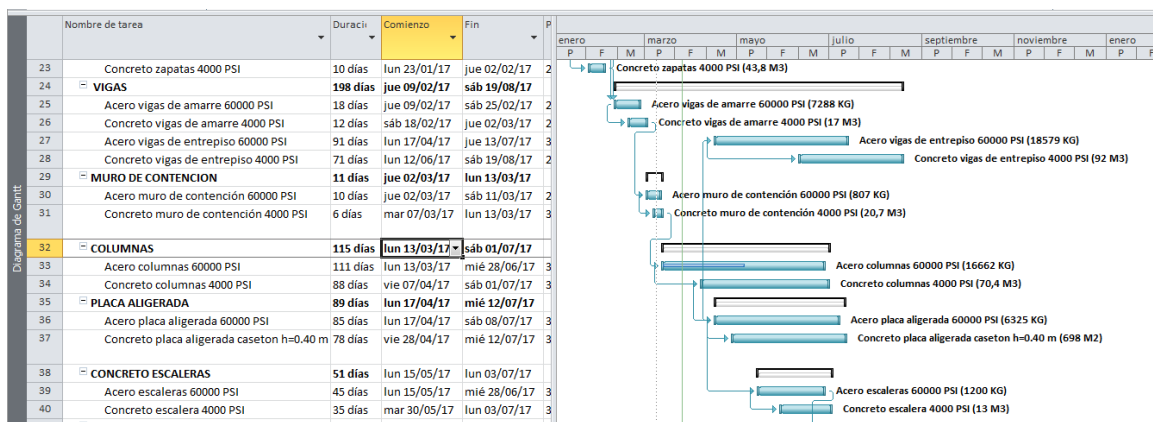 Nombre de tarea Duració Comienzo Fin P
enero marzo mayo julio septiembre noviembre enero
P F M P F M P F M P F M P F M P F M P F
23 Concreto zapatas 4000 PSI 10 días lun 23/01/17 jue 02/02/17 2 Concreto zapatas 4000 PSI (43,8 M3)
24 VIGAS 198 días jue 09/02/17 sáb 19/08/17
25 Acero vigas de amarre 60000 PSI 18 días jue 09/02/17 sáb 25/02/17 2 Acero vigas de amarre 60000 PSI (7288 KG)
26 Concreto vigas de amarre 4000 PSI 12 días sáb 18/02/17 jue 02/03/17 2 Concreto vigas de amarre 4000 PSI (17 M3)
27 Acero vigas de entrepiso 60000 PSI 91 días lun 17/04/17 jue 13/07/17 3 Acero vigas de entrepiso 60000 PSI (18579 KG)
28 Concreto vigas de entrepiso 4000 PSI 71 días lun 12/06/17 sáb 19/08/17 2 Concreto vigas de entrepiso 4000 PSI (92 M3)
29 MURO DE CONTENCION 11 días jue 02/03/17 lun 13/03/17
30 Acero muro de contención 60000 PSI 10 días jue 02/03/17 sáb 11/03/17 2 Acero muro de contención 60000 PSI (807 KG)
31 Concreto muro de contención 4000 PSI 6 días mar 07/03/17 lun 13/03/17 3 Concreto muro de contención 4000 PSI (20,7 M3)
32 COLUMNAS 115 días lun 13/03/17 sáb 01/07/17
33 Acero columnas 60000 PSI 111 días lun 13/03/17 mié 28/06/17 3 Acero columnas 60000 PSI (16662 KG)
34 Concreto columnas 4000 PSI 88 días vie 07/04/17 sáb 01/07/17 3 Concreto columnas 4000 PSI (70,4 M3)
35 PLACA ALIGERADA 89 días lun 17/04/17 mié 12/07/17
36 Acero placa aligerada 60000 PSI 85 días lun 17/04/17 sáb 08/07/17 3 Acero placa aligerada 60000 PSI (6325 KG)
37 Concreto placa aligerada caseton h=0.40 m 78 días vie 28/04/17 mié 12/07/17 3 Concreto placa aligerada caseton h=0.40 m (698 M2)
38 CONCRETO ESCALERAS 51 días lun 15/05/17 lun 03/07/17
39 Acero escaleras 60000 PSI 45 días lun 15/05/17 mié 28/06/17 3 Acero escaleras 60000 PSI (1200 KG)
40 Concreto escalera 4000 PSI 35 días mar 30/05/17 lun 03/07/17 3 Concreto escalera 4000 PSI (13 M3)
Diagrama de Gantt